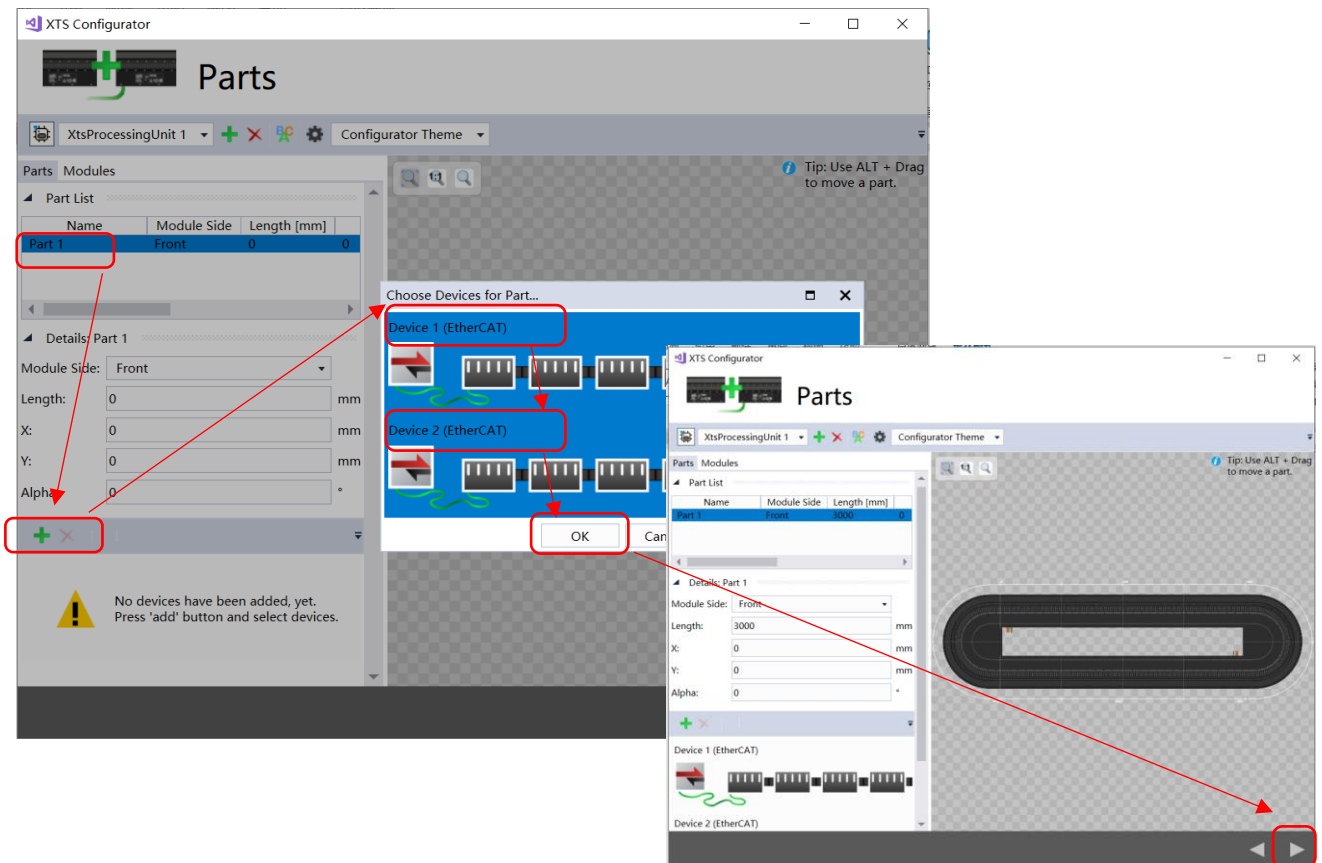 XTS Configurator
Parts
XtsProcessingUnit 1
Configurator Theme
Parts Modules
Tip: Use ALT + Drag
to move a part.
Part List
Name Module Side Length [mm]
Part 1 Front 0 0
Details: Part 1
Module Side: Front
Length: 0 mm
X: 0 mm
Y: 0 mm
Alpha: 0 °
No devices have been added, yet.
Press 'add' button and select devices.
Choose Devices for Part...
Device 1 (EtherCAT)
Device 2 (EtherCAT)
OK Can
XTS Configurator
Parts
XtsProcessingUnit 1
Configurator Theme
Parts Modules
Tip: Use ALT + Drag
to move a part.
Part List
Name Module Side Length [mm]
Part 1 Front 3000 0
Details: Part 1
Module Side: Front
Length: 3000 mm
X: 0 mm
Y: 0 mm
Alpha: 0 °
Device 1 (EtherCAT)
Device 2 (EtherCAT)